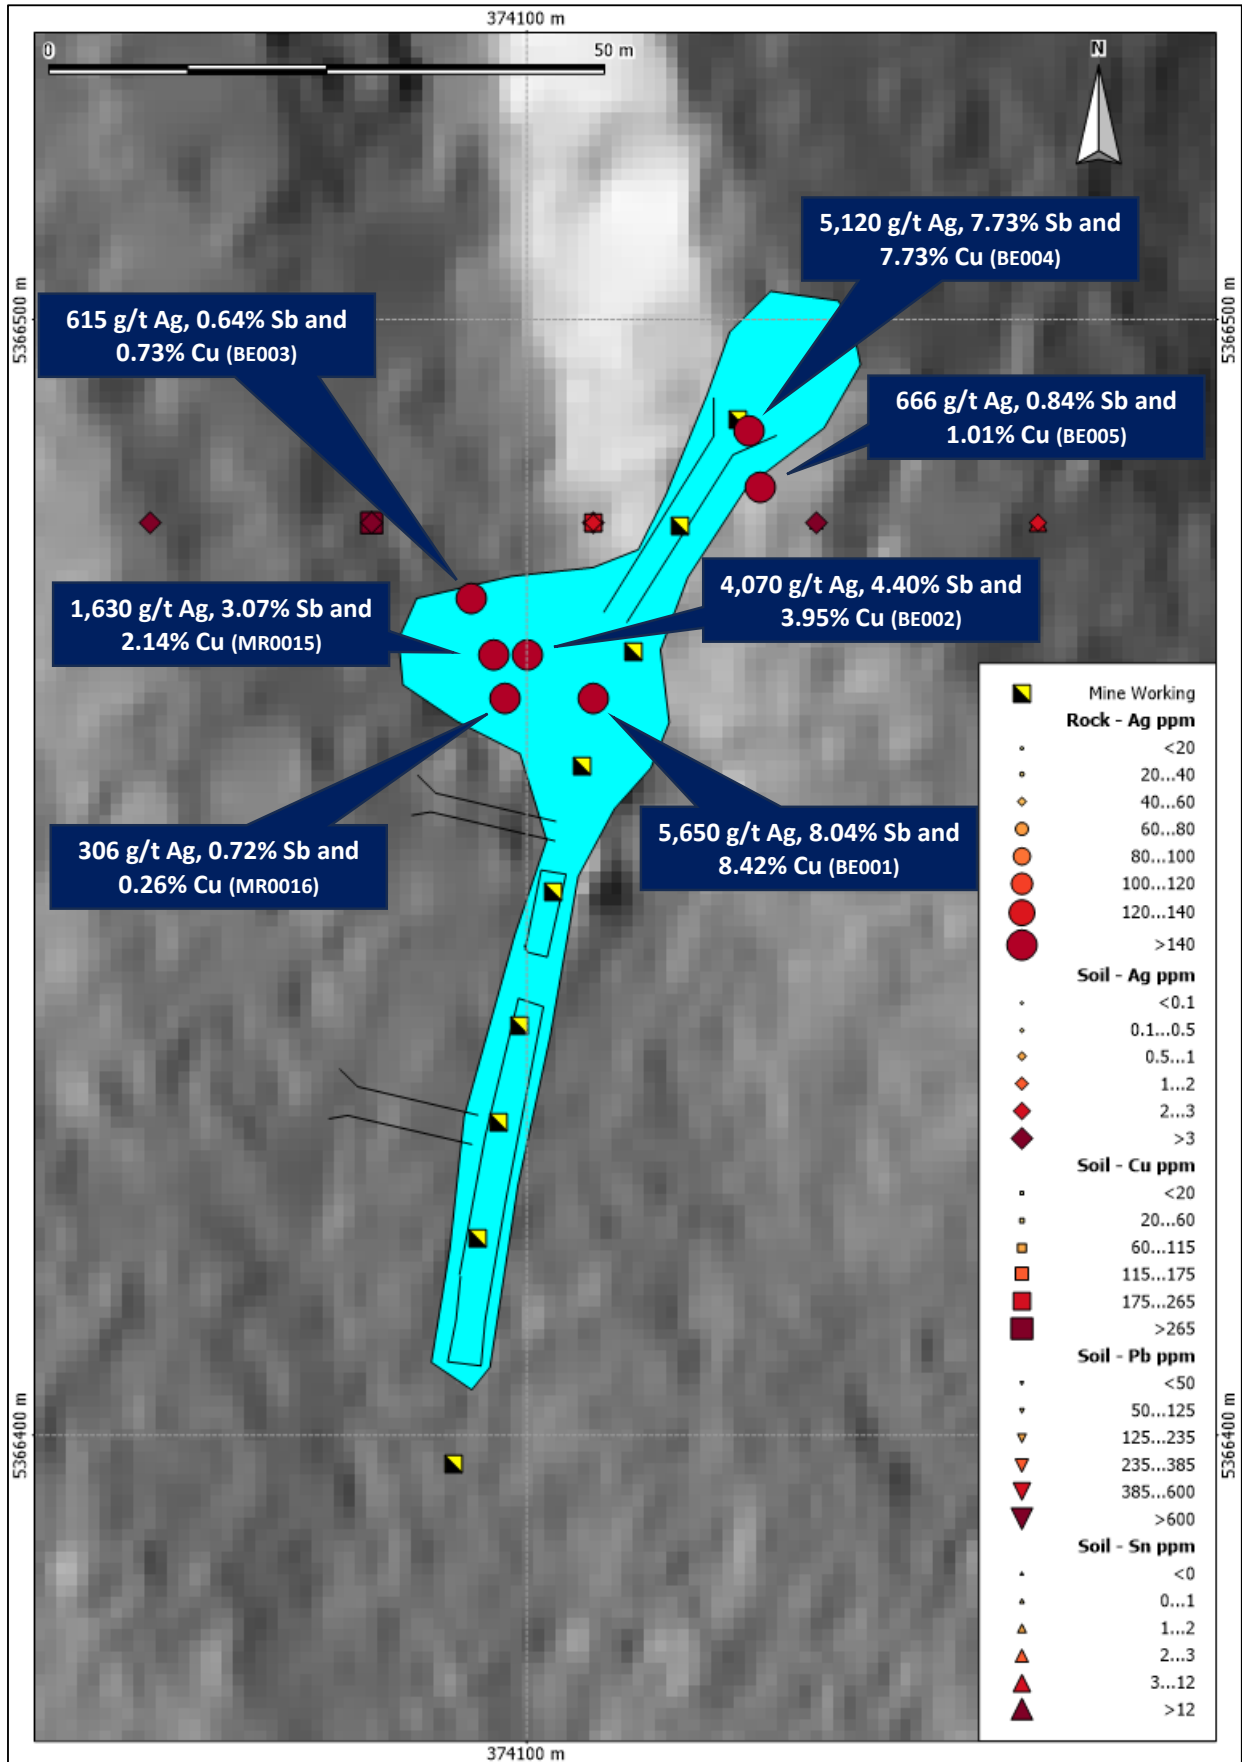 374100 m
0
50 m
N
5,120 g/t Ag, 7.73% Sb and
7.73% Cu (BE004)
5366500 m
5366500 m
615 g/t Ag, 0.64% Sb and
0.73% Cu (BE003)
666 g/t Ag, 0.84% Sb and
1.01% Cu (BE005)
1,630 g/t Ag, 3.07% Sb and
2.14% Cu (MR0015)
4,070 g/t Ag, 4.40% Sb and
3.95% Cu (BE002)
306 g/t Ag, 0.72% Sb and
0.26% Cu (MR0016)
5,650 g/t Ag, 8.04% Sb and
8.42% Cu (BE001)
Mine Working
Rock - Ag ppm
<20
20...40
40...60
60...80
80...100
100...120
120...140
>140
Soil - Ag ppm
<0.1
0.1...0.5
0.5...1
1...2
2...3
>3
Soil - Cu ppm
<20
20...60
60...115
115...175
175...265
>265
Soil - Pb ppm
<50
50...125
125...235
235...385
385...600
>600
Soil - Sn ppm
<0
0...1
1...2
2...3
3...12
>12
5366400 m
5366400 m
374100 m